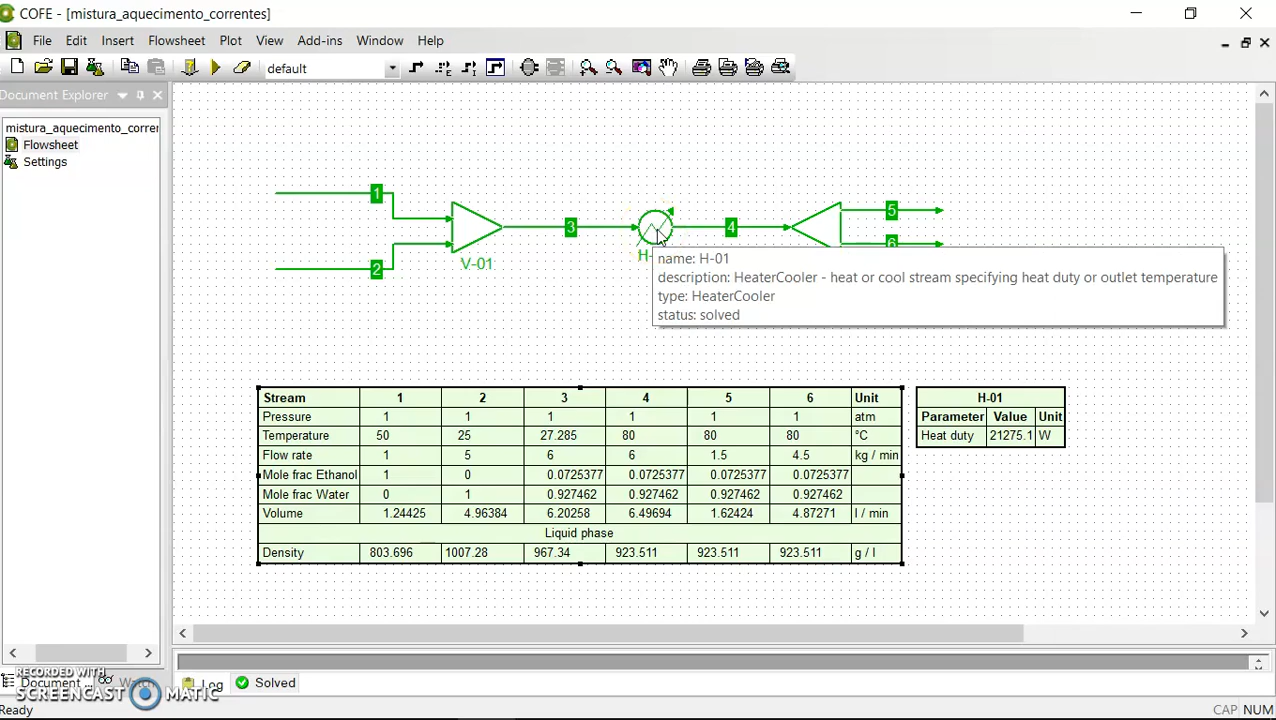 COFE - [mistura_aquecimento_correntes]
File Edit Insert Flowsheet Plot View Add-ins Window Help
default
Document Explorer
mistura_aquecimento_correr
Flowsheet
Settings
1
2
V-01
3
H-
4
5
6
name: H-01
description: HeaterCooler - heat or cool stream specifying heat duty or outlet temperature
type: HeaterCooler
status: solved
Stream 1 2 3 4 5 6 Unit
Pressure 1 1 1 1 1 1 atm
Temperature 50 25 27.285 80 80 80 °C
Flow rate 1 5 6 6 1.5 4.5 kg / min
Mole frac Ethanol 1 0 0.0725377 0.0725377 0.0725377 0.0725377
Mole frac Water 0 1 0.927462 0.927462 0.927462 0.927462
Volume 1.24425 4.96384 6.20258 6.49694 1.62424 4.87271 l / min
Liquid phase
Density 803.696 1007.28 967.34 923.511 923.511 923.511 g / l
H-01
Parameter Value Unit
Heat duty 21275.1 W
RECORDED WITH
SCREENCAST MATIC
Document ...
Log
Solved
Ready
CAP NUM